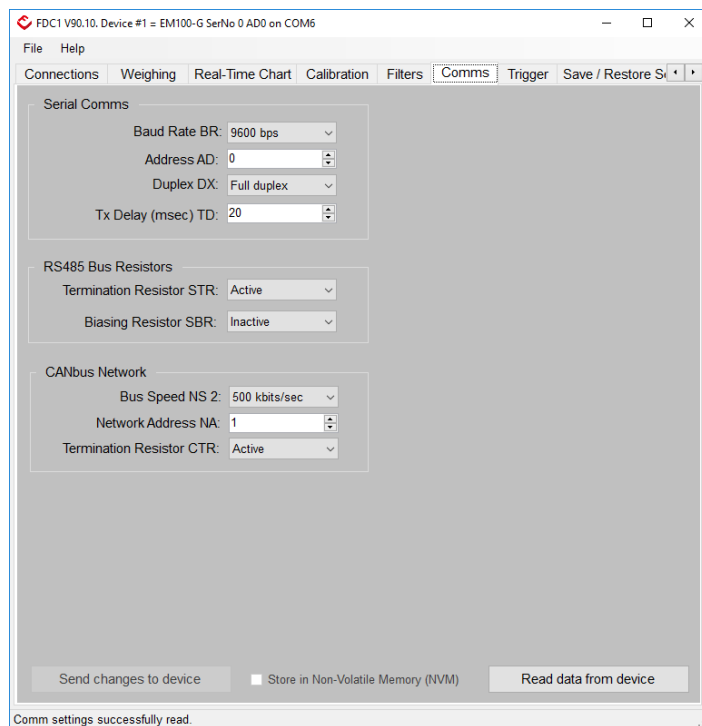 FDC1 V90.10. Device #1 = EM100-G SerNo 0 AD0 on COM6
File Help
Connections Weighing Real-Time Chart Calibration Filters Comms Trigger Save / Restore Se
Serial Comms
Baud Rate BR: 9600 bps
Address AD: 0
Duplex DX: Full duplex
Tx Delay (msec) TD: 20
RS485 Bus Resistors
Termination Resistor STR: Active
Biasing Resistor SBR: Inactive
CANbus Network
Bus Speed NS 2: 500 kbits/sec
Network Address NA: 1
Termination Resistor CTR: Active
Send changes to device Store in Non-Volatile Memory (NVM) Read data from device
Comm settings successfully read.